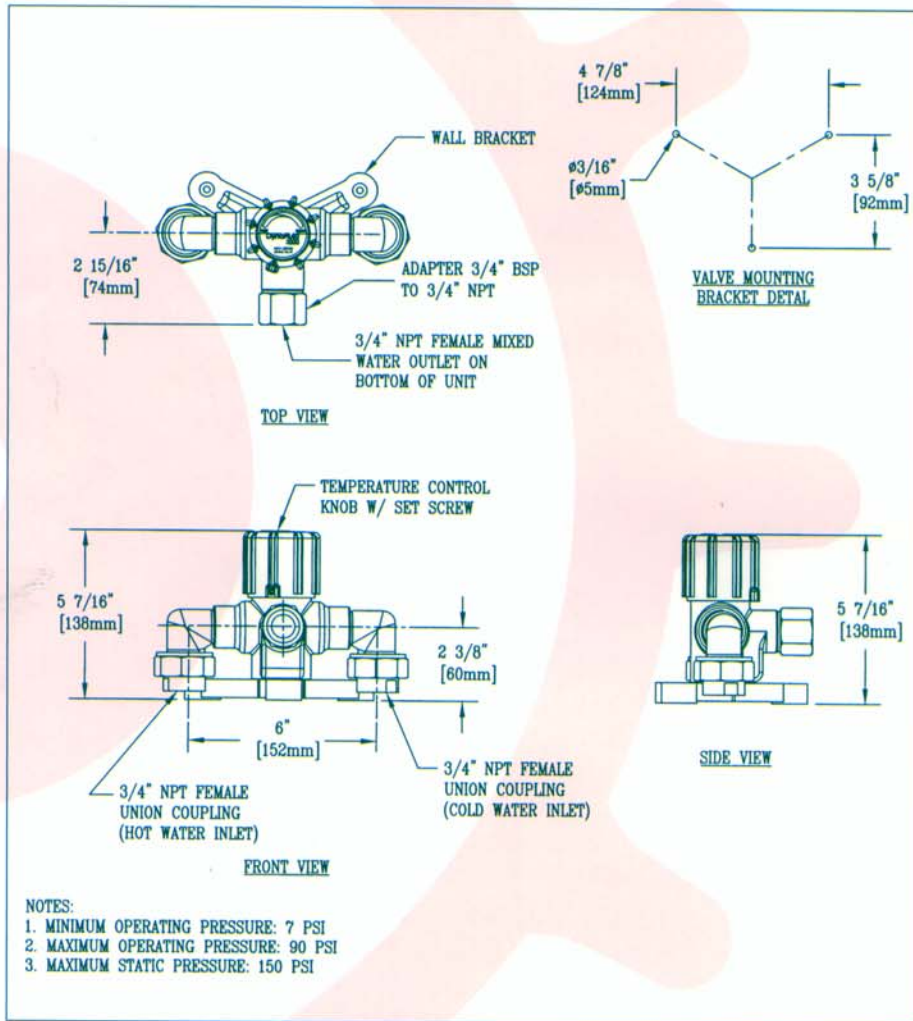 4 7/8"
[124mm]
WALL BRACKET
ø3/16"
[ø5mm]
3 5/8"
[92mm]
2 15/16"
[74mm]
ADAPTER 3/4" BSP
TO 3/4" NPT
VALVE MOUNTING
BRACKET DETAL
3/4" NPT FEMALE MIXED
WATER OUTLET ON
BOTTOM OF UNIT
TOP VIEW
TEMPERATURE CONTROL
KNOB W/ SET SCREW
5 7/16"
[138mm]
2 3/8"
[60mm]
5 7/16"
[138mm]
6"
[152mm]
SIDE VIEW
3/4" NPT FEMALE
UNION COUPLING
(HOT WATER INLET)
3/4" NPT FEMALE
UNION COUPLING
(COLD WATER INLET)
FRONT VIEW
NOTES:
1. MINIMUM OPERATING PRESSURE: 7 PSI
2. MAXIMUM OPERATING PRESSURE: 90 PSI
3. MAXIMUM STATIC PRESSURE: 150 PSI